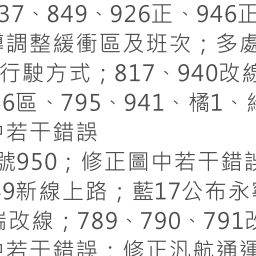 37、849、926正、946正
調整緩衝區及班次；多處
行駛方式；817、940改線
6區、795、941、橘1、
中若干錯誤
號950；修正圖中若干錯誤
9新線上路；藍17公布永寧
改線；789、790、791改
中若干錯誤；修正汎航通運